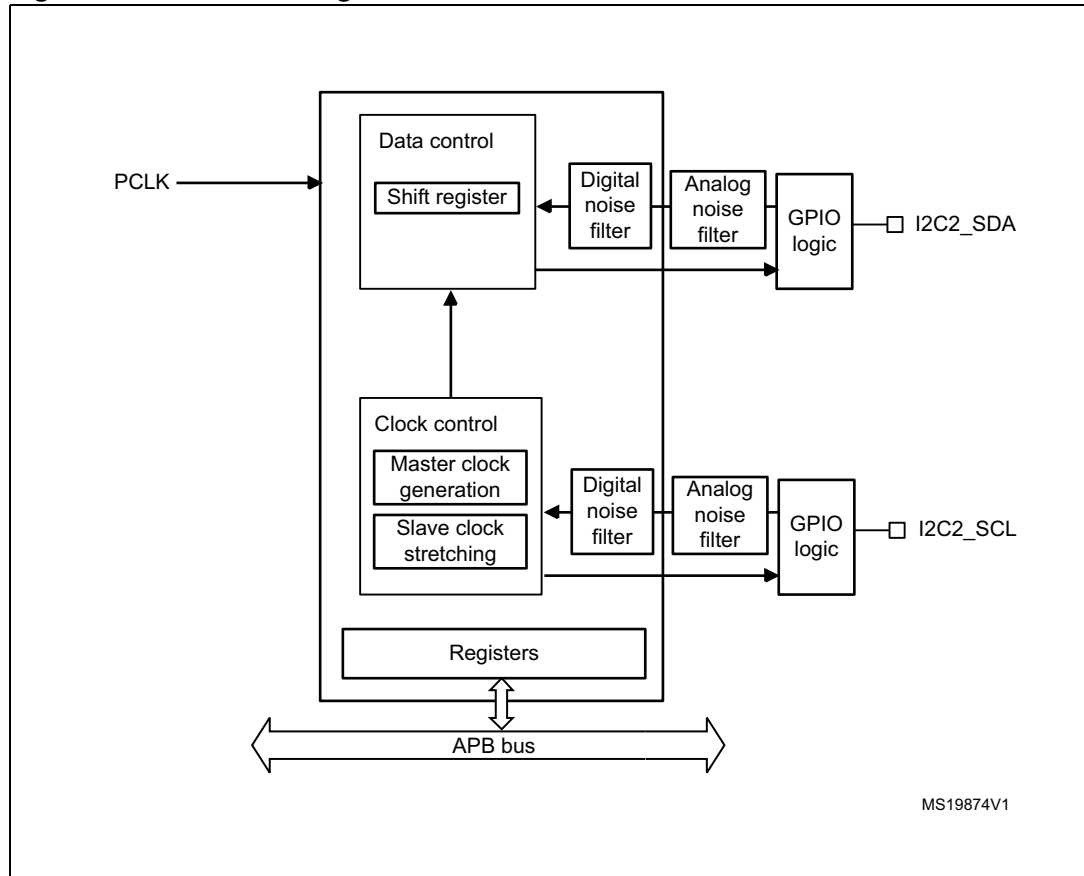 Data control
Shift register
PCLK
Digital
noise
filter
Analog
noise
filter
GPIO
logic
I2C2_SDA
Clock control
Master clock
generation
Slave clock
stretching
Digital
noise
filter
Analog
noise
filter
GPIO
logic
I2C2_SCL
Registers
APB bus
MS19874V1